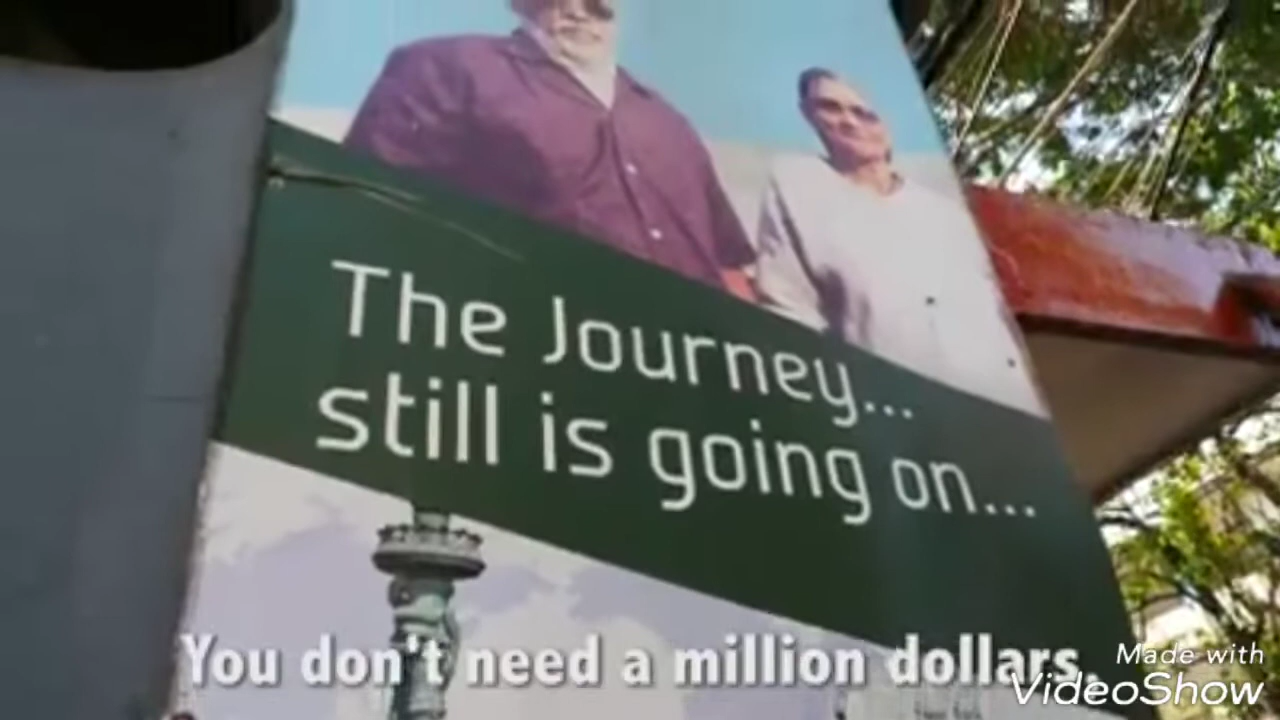 The Journey...
still is going on...
You don't need a million dollars.
Made with
VideoShow